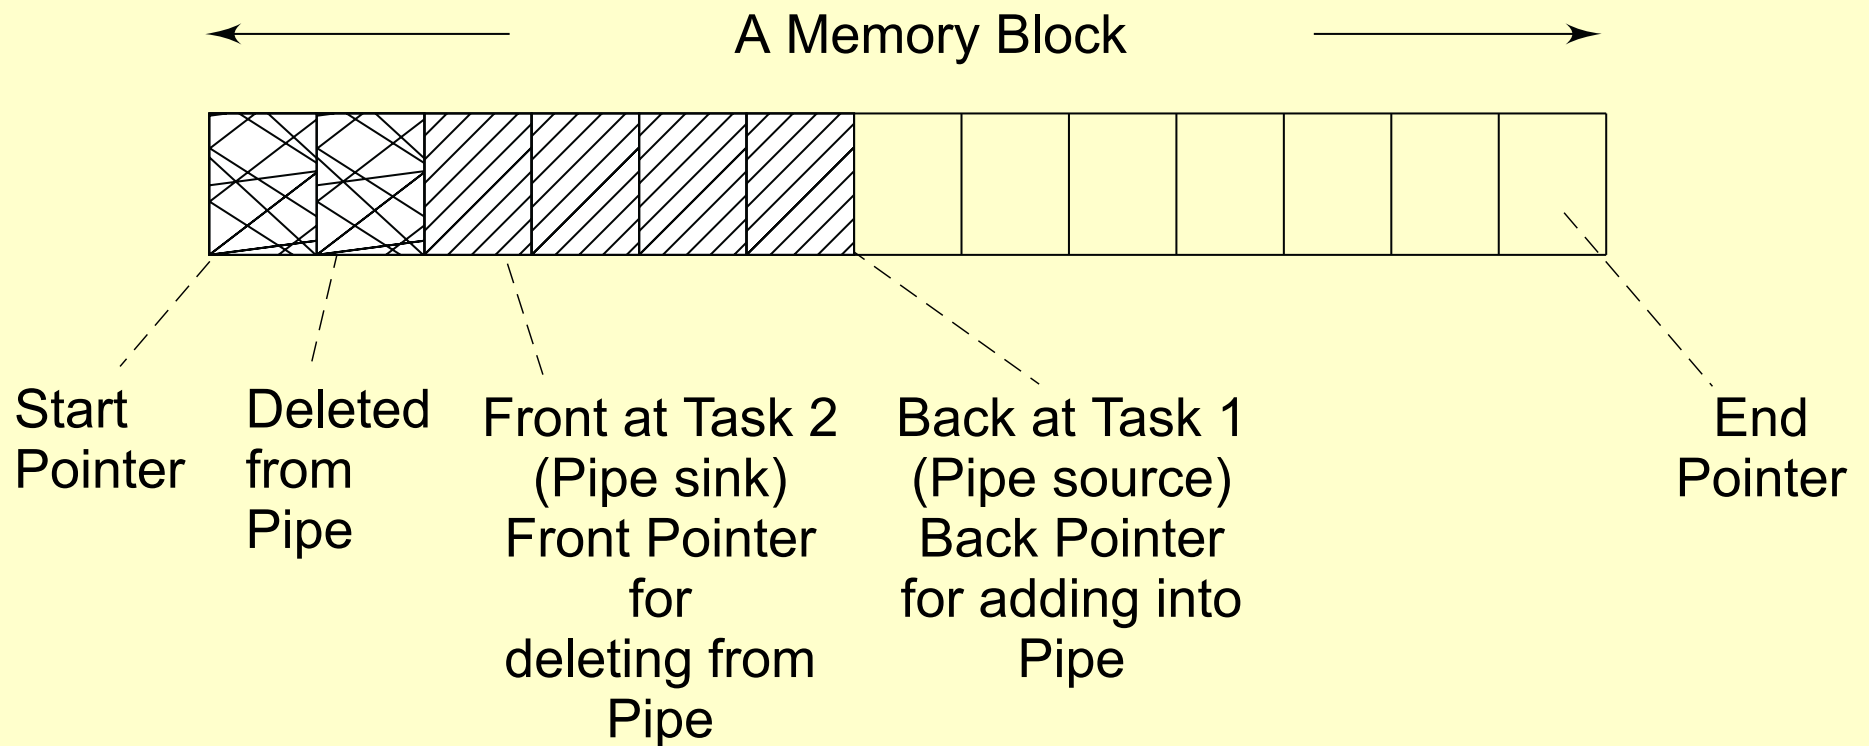 A Memory Block
Start
Pointer
Deleted
from
Pipe
Front at Task 2
(Pipe sink)
Front Pointer
for
deleting from
Pipe
Back at Task 1
(Pipe source)
Back Pointer
for adding into
Pipe
End
Pointer